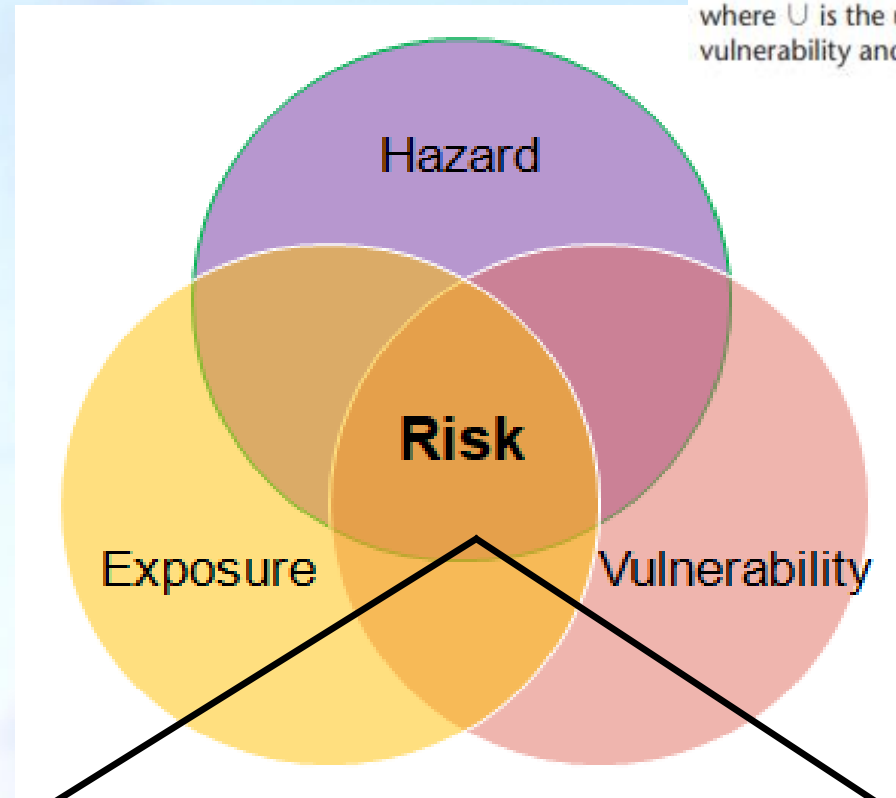 where ∪ is the
vulnerability and
Hazard
Risk
Exposure
Vulnerability